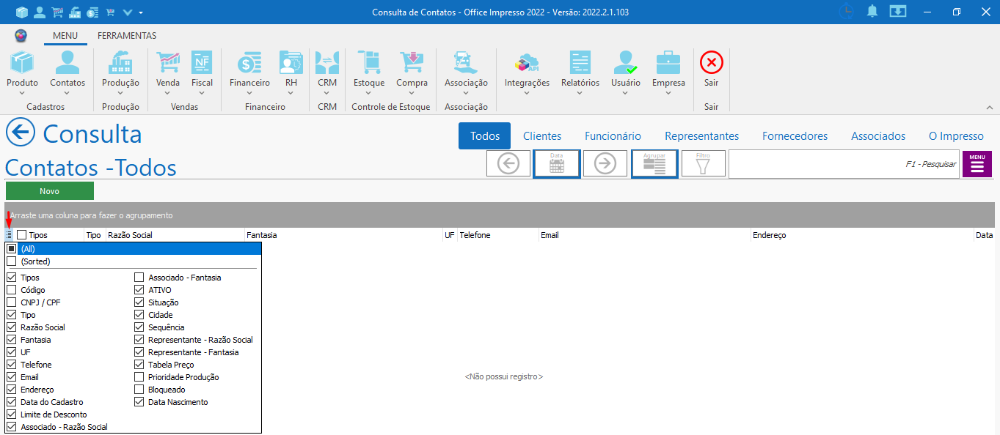 Consulta de Contatos - Office Impresso 2022 - Versão: 2022.2.1.103
MENU FERRAMENTAS
NF API
Produto Contatos Produção Venda Fiscal Financeiro RH CRM Estoque Compra Associação Integrações Relatórios Usuário Empresa Sair
Cadastros Produção Vendas Financeiro CRM Controle de Estoque Associação Sair
Consulta
Todos Clientes Funcionário Representantes Fornecedores Associados O Impresso
Contatos -Todos
Data Agrupar Filtro F1 - Pesquisar MENU
Novo
Arraste uma coluna para fazer o agrupamento
Tipos Tipo Razão Social Fantasia UF Telefone Email Endereço Data
(All)
(Sorted)
Tipos
Código
CNPJ / CPF
Tipo
Razão Social
Fantasia
UF
Telefone
Email
Endereço
Data do Cadastro
Limite de Desconto
Associado - Razão Social
Associado - Fantasia
ATIVO
Situação
Cidade
Sequência
Representante - Razão Social
Representante - Fantasia
Tabela Preço
Prioridade Produção
Bloqueado
Data Nascimento
<Não possui registro>